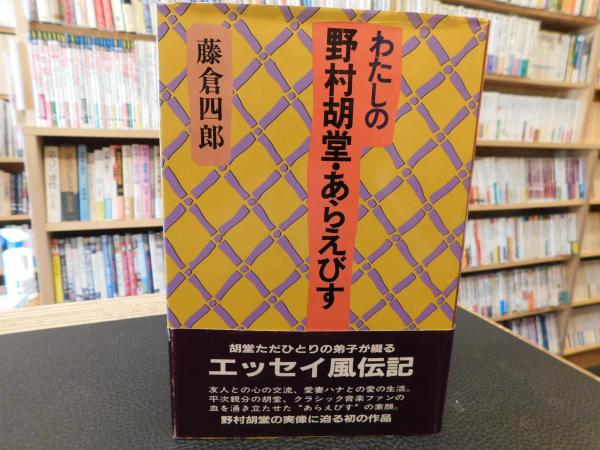 わたしの
野村胡堂・あらえびす
藤倉四郎
胡堂ただひとりの弟子が綴る
エッセイ風伝記
友人との心の交流、愛妻ハナとの愛の生活。
平次親分の胡堂、クラシック音楽ファンの
血を湧き立たせた〝あらえびす〟の素顔。
野村胡堂の実像に迫る初の作品